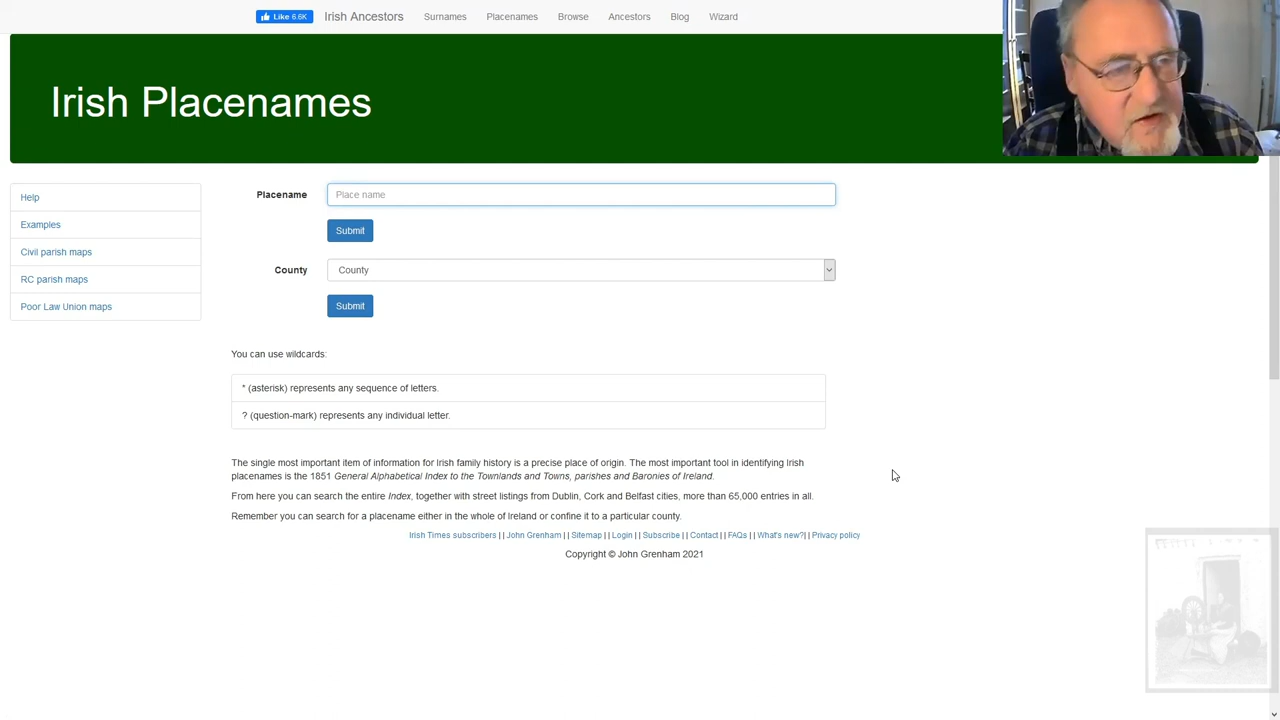 Like 6.6K Irish Ancestors Surnames Placenames Browse Ancestors Blog Wizard
Irish Placenames
Help
Examples
Civil parish maps
RC parish maps
Poor Law Union maps
Placename Place name
Submit
County County
Submit
You can use wildcards:
* (asterisk) represents any sequence of letters.
? (question-mark) represents any individual letter.
The single most important item of information for Irish family history is a precise place of origin. The most important tool in identifying Irish
placenames is the 1851 General Alphabetical Index to the Townlands and Towns, parishes and Baronies of Ireland.
From here you can search the entire Index, together with street listings from Dublin, Cork and Belfast cities, more than 65,000 entries in all.
Remember you can search for a placename either in the whole of Ireland or confine it to a particular county.
Irish Times subscribers | | John Grenham | | Sitemap | | Login | | Subscribe | | Contact | | FAQs | | What's new?| | Privacy policy
Copyright © John Grenham 2021